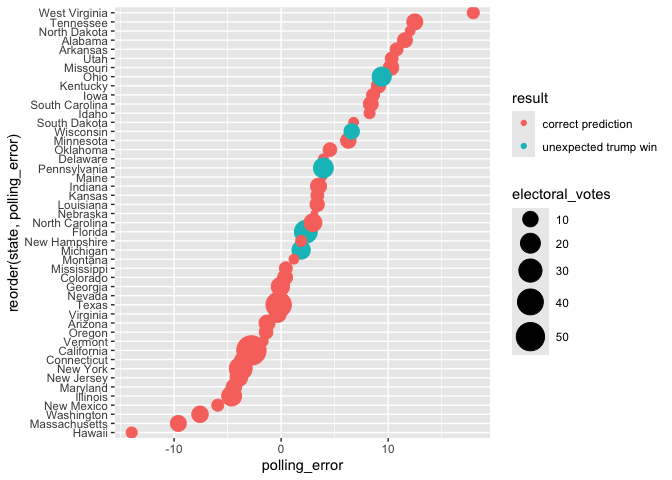 West Virginia
Tennessee
North Dakota
Alabama
Arkansas
Utah
Missouri
Ohio
Kentucky
Iowa
South Carolina
Idaho
South Dakota
Wisconsin
Minnesota
Oklahoma
Delaware
Pennsylvania
Maine
Indiana
Kansas
Louisiana
Nebraska
North Carolina
Florida
New Hampshire
Michigan
Montana
Mississippi
Colorado
Georgia
Nevada
Texas
Virginia
Arizona
Oregon
Vermont
California
Connecticut
New York
New Jersey
Maryland
Illinois
New Mexico
Washington
Massachusetts
Hawaii
reorder(state, polling_error)
-10 0 10
polling_error
result
correct prediction
unexpected trump win
electoral_votes
10
20
30
40
50